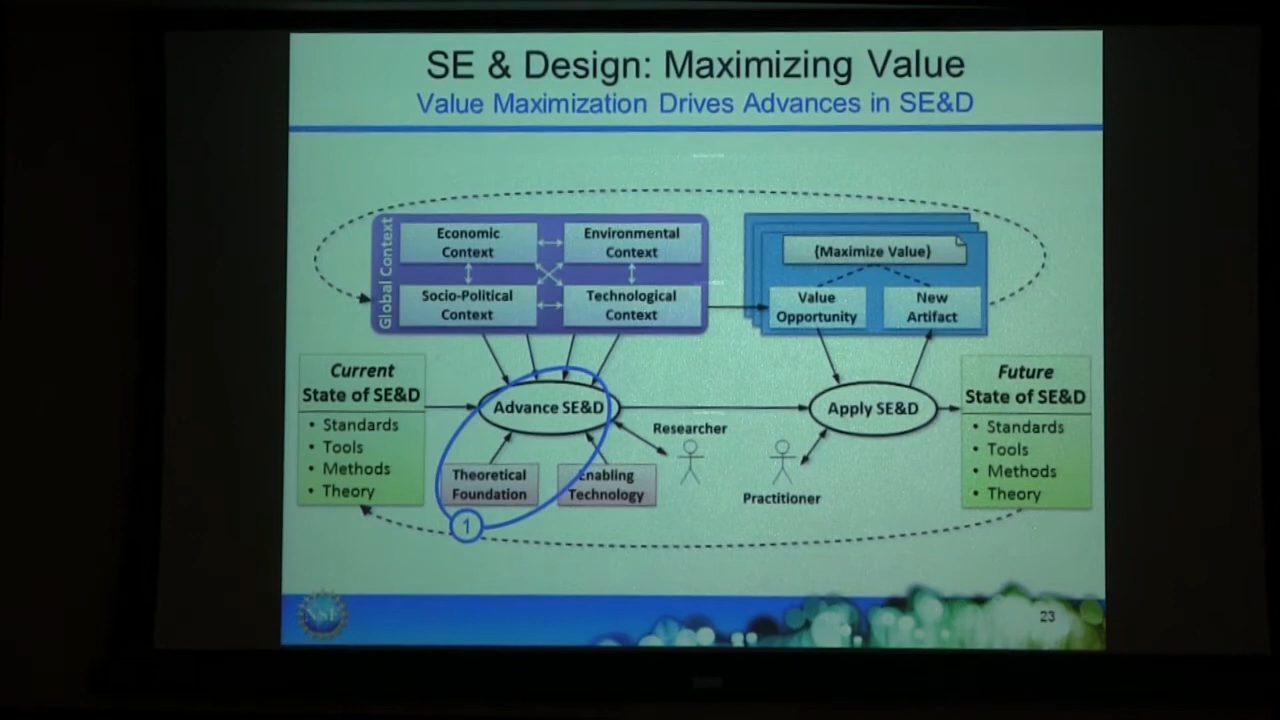 SE & Design: Maximizing Value
Value Maximization Drives Advances in SE&D
Global Context
Economic
Context
Environmental
Context
Socio-Political
Context
Technological
Context
{Maximize Value}
Value
Opportunity
New
Artifact
Current
State of SE&D
• Standards
• Tools
• Methods
• Theory
Advance SE&D
Researcher
Theoretical
Foundation
Enabling
Technology
1
Apply SE&D
Practitioner
Future
State of SE&D
• Standards
• Tools
• Methods
• Theory
NSF
23